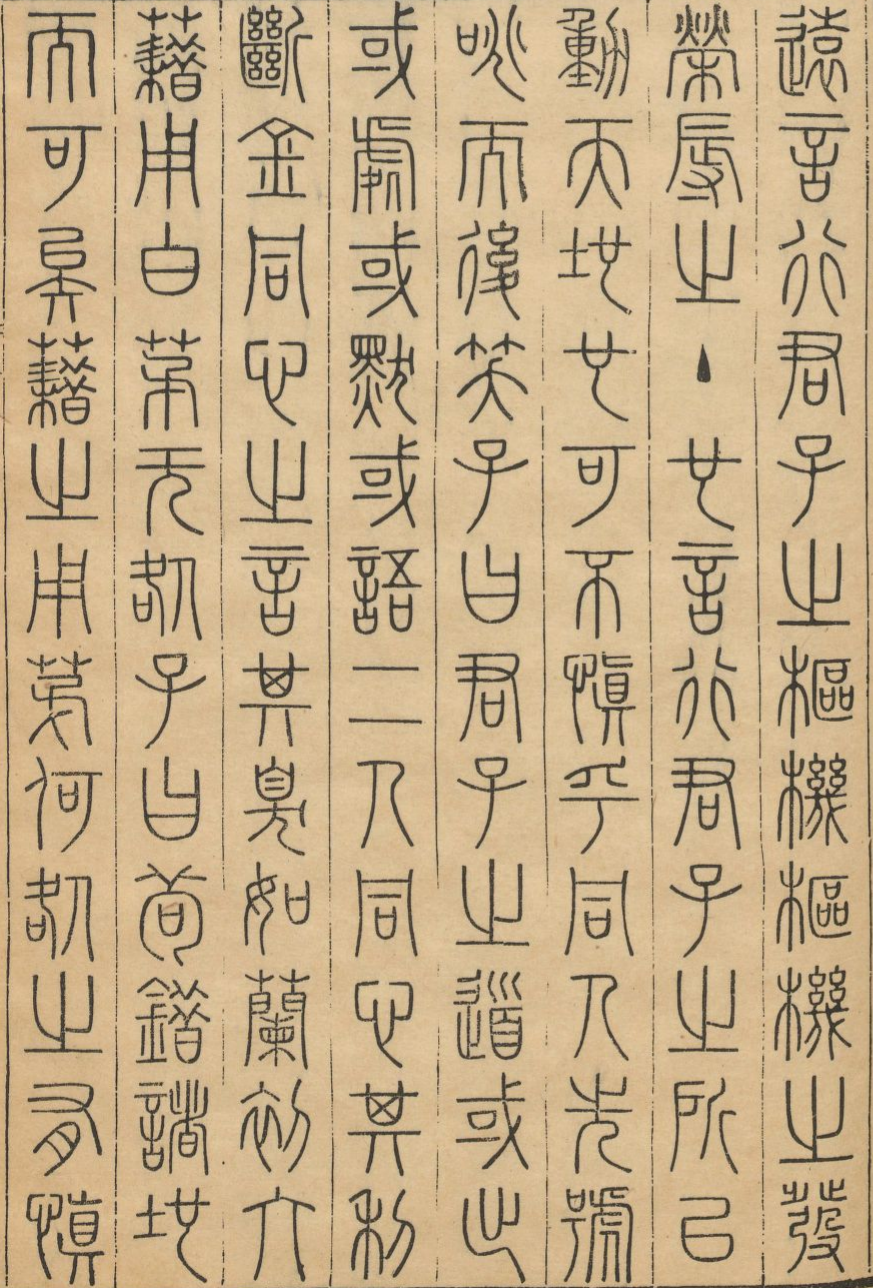 遠言行君子之樞機樞機之發
榮辱之丶也言行君子之所以
動天地也可不慎乎同人先號
咷而後笑子曰君子之道或出
或處或默或語二人同心其利
斷金同心之言其臭如蘭初六
藉用白茅无咎子曰苟錯諸地
而可矣藉之用茅何咎之有慎